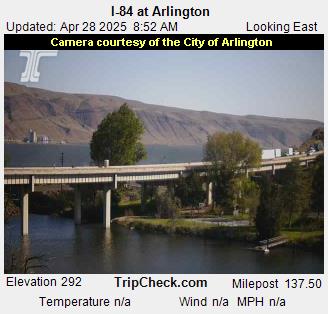 I-84 at Arlington
Updated: Apr 28 2025 8:52 AM Looking East
Camera courtesy of the City of Arlington
Elevation 292 TripCheck.com Milepost 137.50
Temperature n/a Wind n/a MPH n/a